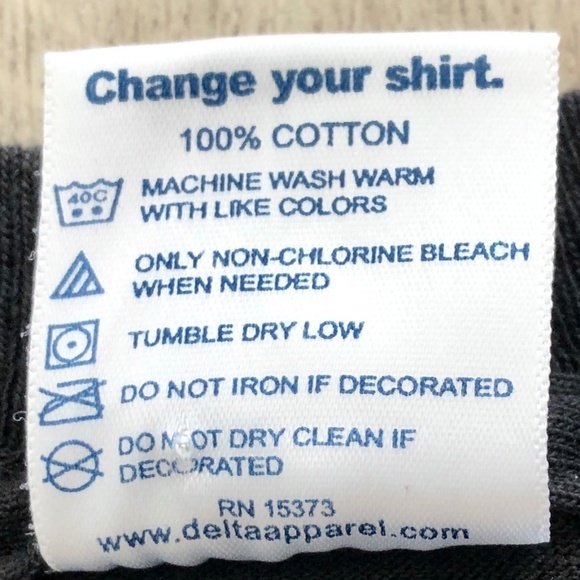 Change your shirt.
100% COTTON
40C
MACHINE WASH WARM
WITH LIKE COLORS
ONLY NON-CHLORINE BLEACH
WHEN NEEDED
TUMBLE DRY LOW
DO NOT IRON IF DECORATED
DO NOT DRY CLEAN IF
DECORATED
RN 15373
www.deltaapparel.com